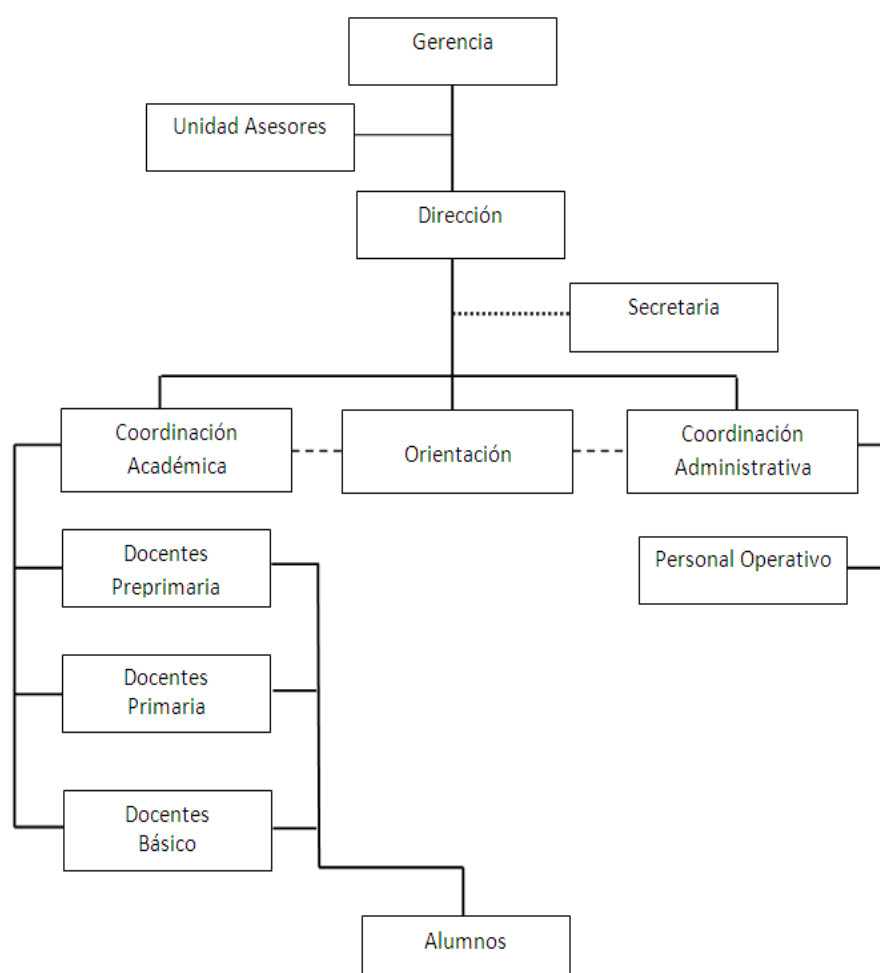 Gerencia
Unidad Asesores
Dirección
Secretaria
Coordinación
Académica
Orientación
Coordinación
Administrativa
Docentes
Preprimaria
Personal Operativo
Docentes
Primaria
Docentes
Básico
Alumnos